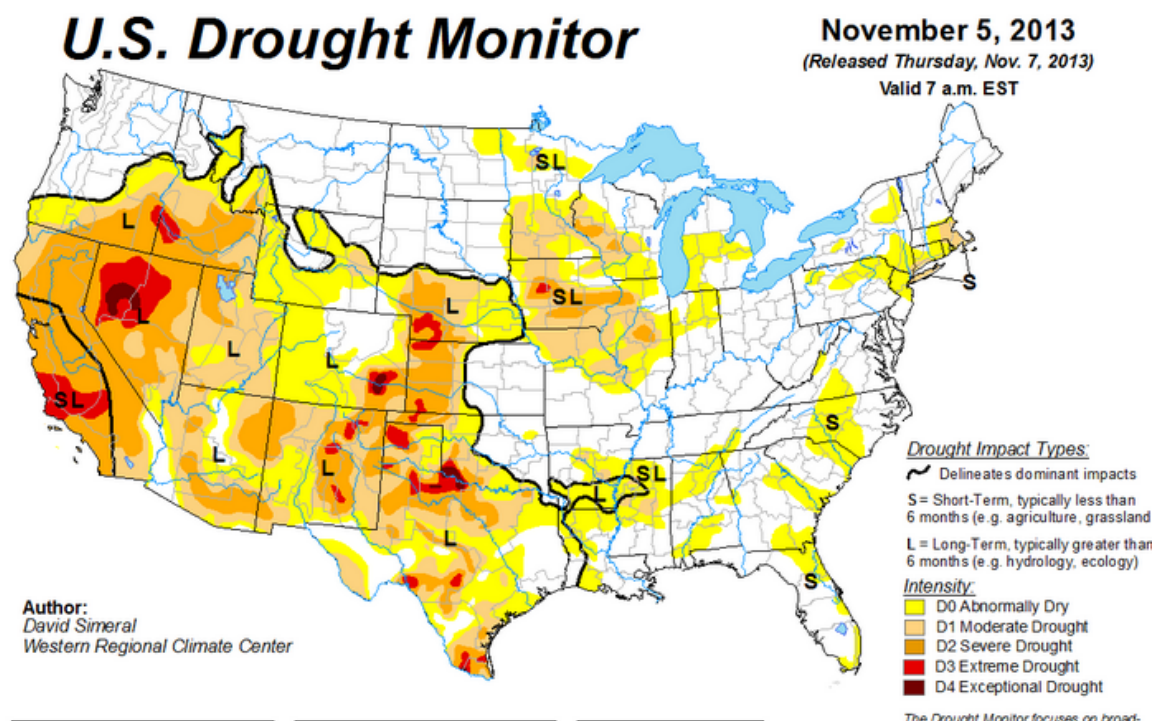 U.S. Drought Monitor
November 5, 2013
(Released Thursday, Nov. 7, 2013)
Valid 7 a.m. EST
SL
L
L
SL
L
L
L
SL
S
L
L
SL
L
S
L
S
Author:
David Simeral
Western Regional Climate Center
Drought Impact Types:
Delineates dominant impacts
S = Short-Term, typically less than
6 months (e.g. agriculture, grassland
L = Long-Term, typically greater than
6 months (e.g. hydrology, ecology)
Intensity:
D0 Abnormally Dry
D1 Moderate Drought
D2 Severe Drought
D3 Extreme Drought
D4 Exceptional Drought
The Drought Monitor focuses on broad-